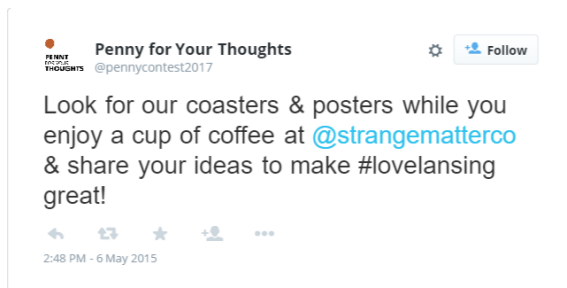 PENNY
FOR YOUR
THOUGHTS
Penny for Your Thoughts
@pennycontest2017
Follow
Look for our coasters & posters while you
enjoy a cup of coffee at @strangematterco
& share your ideas to make #lovelansing
great!
2:48 PM - 6 May 2015